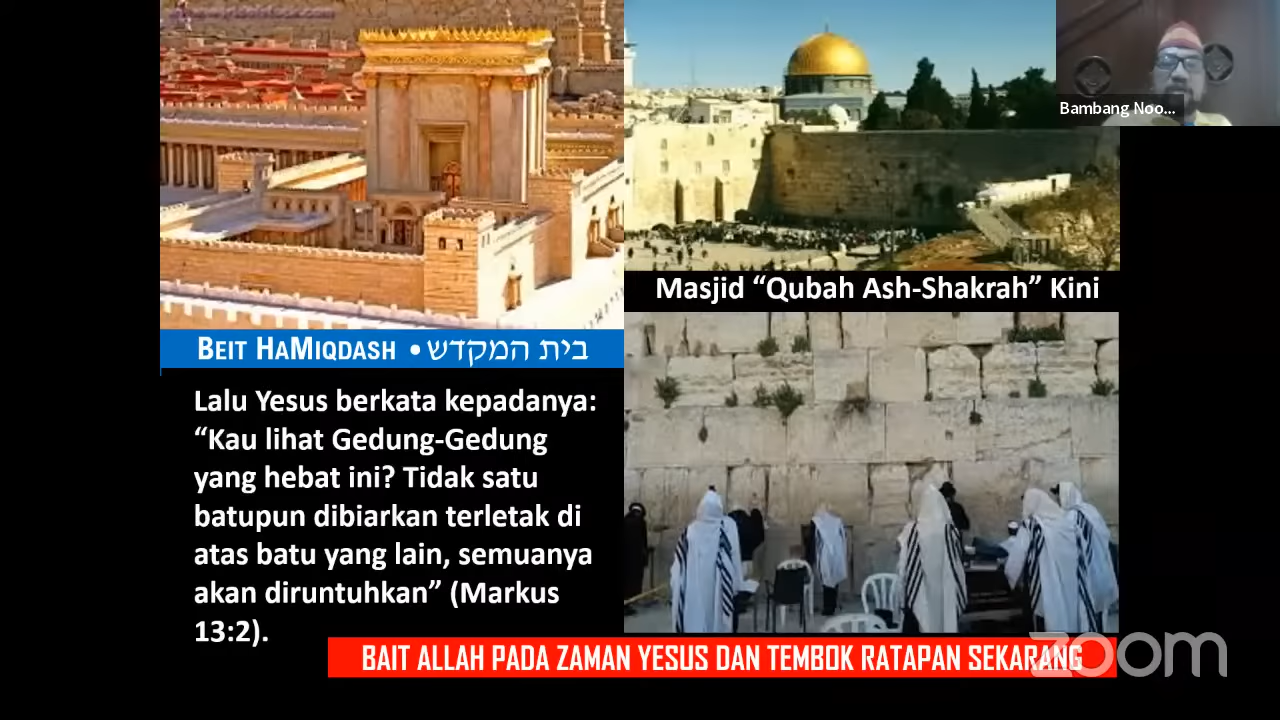 Bambang Noo...
Masjid “Qubah Ash-Shakrah” Kini
BEIT HAMIQDASH • בית המקדש
Lalu Yesus berkata kepadanya:
“Kau lihat Gedung-Gedung
yang hebat ini? Tidak satu
batupun dibiarkan terletak di
atas batu yang lain, semuanya
akan diruntuhkan” (Markus
13:2).
BAIT ALLAH PADA ZAMAN YESUS DAN TEMBOK RATAPAN SEKARANG
zoom